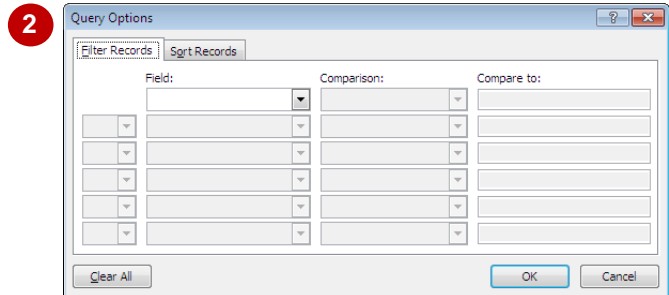 2
Query Options
Filter Records Sort Records
Field: Comparison: Compare to:
Clear All OK Cancel